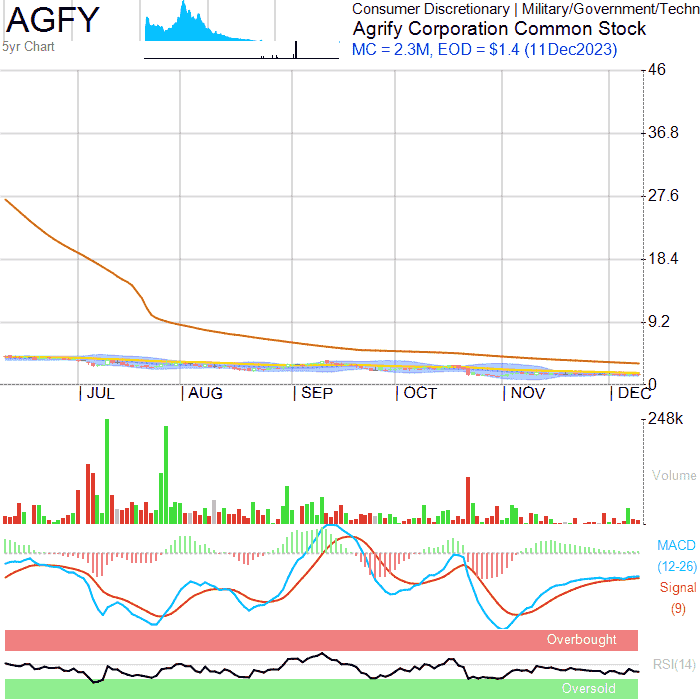 AGFY
5yr Chart
Consumer Discretionary | Military/Government/Techn
Agrify Corporation Common Stock
MC = 2.3M, EOD = $1.4 (11Dec2023)
46
36.8
27.6
18.4
9.2
0
JUL
AUG
SEP
OCT
NOV
DEC
248k
Volume
MACD
(12-26)
Signal
(9)
Overbought
RSI(14)
Oversold